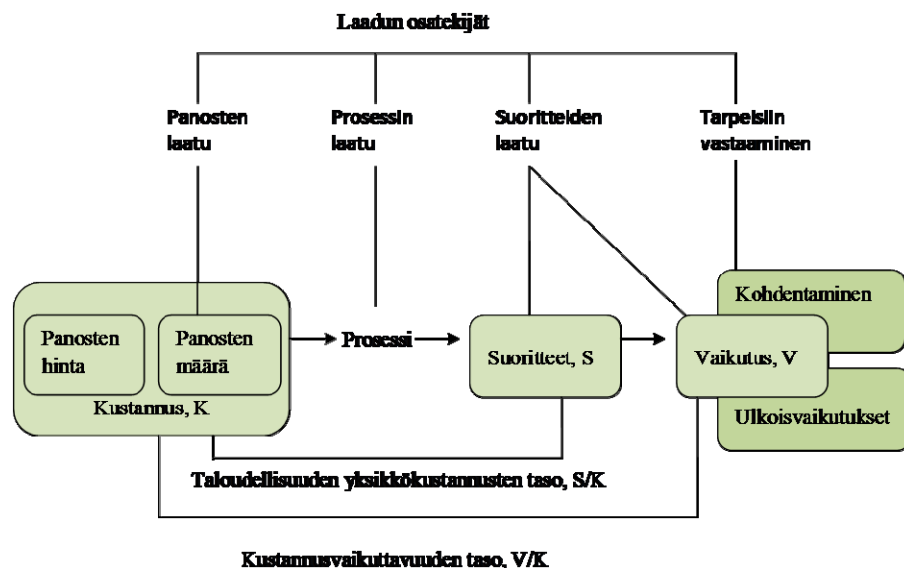 Laadun osatekijät
Panosten
laatu
Prosessin
laatu
Suoritteiden
laatu
Tarpeisiin
vastaaminen
Kohdentaminen
Panosten
hinta
Panosten
määrä
Kustannus, K
Prosessi
Suoritteet, S
Vaikutus, V
Ulkoisvaikutukset
Taloudellisuuden yksikkökustannusten taso, S/K
Kustannusvaikuttavuuden taso, V/K